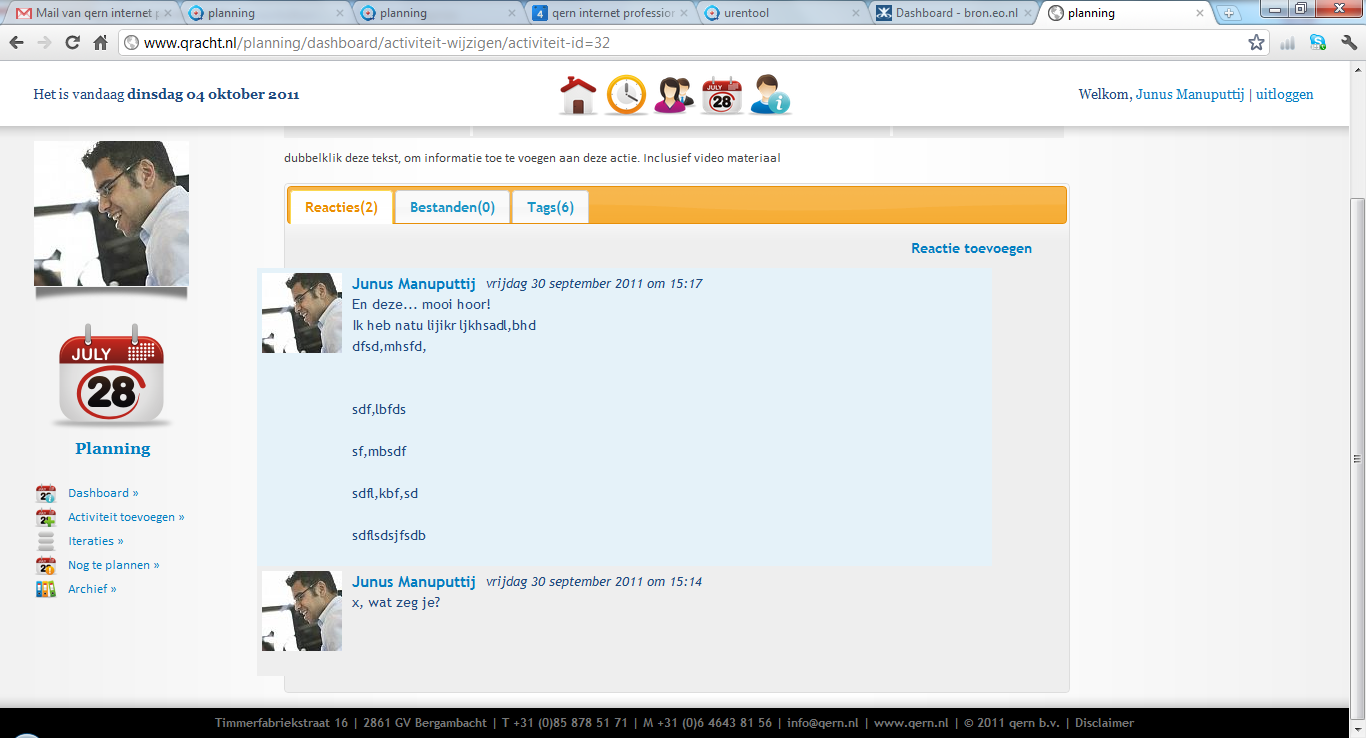 Mail van qern internet p
planning
planning
qern internet profession
urentool
Dashboard - bron.eo.nl
planning
www.qracht.nl/planning/dashboard/activiteit-wijzigen/activiteit-id=32
Het is vandaag dinsdag 04 oktober 2011
JULY 28
Welkom, Junus Manuputtij | uitloggen
dubbelklik deze tekst, om informatie toe te voegen aan deze actie. Inclusief video materiaal
Reacties(2) Bestanden(0) Tags(6)
Reactie toevoegen
Junus Manuputtij vrijdag 30 september 2011 om 15:17
En deze... mooi hoor!
Ik heb natu lijikr ljkhsadl,bhd
dfsd,mhsfd,
sdf,lbfds
sf,mbsdf
sdfl,kbf,sd
sdflsdsjfsdb
Junus Manuputtij vrijdag 30 september 2011 om 15:14
x, wat zeg je?
JULY
28
Planning
Dashboard »
Activiteit toevoegen »
Iteraties »
Nog te plannen »
Archief »
Timmerfabriekstraat 16 | 2861 GV Bergambacht | T +31 (0)85 878 51 71 | M +31 (0)6 4643 81 56 | info@qern.nl | www.qern.nl | © 2011 qern b.v. | Disclaimer